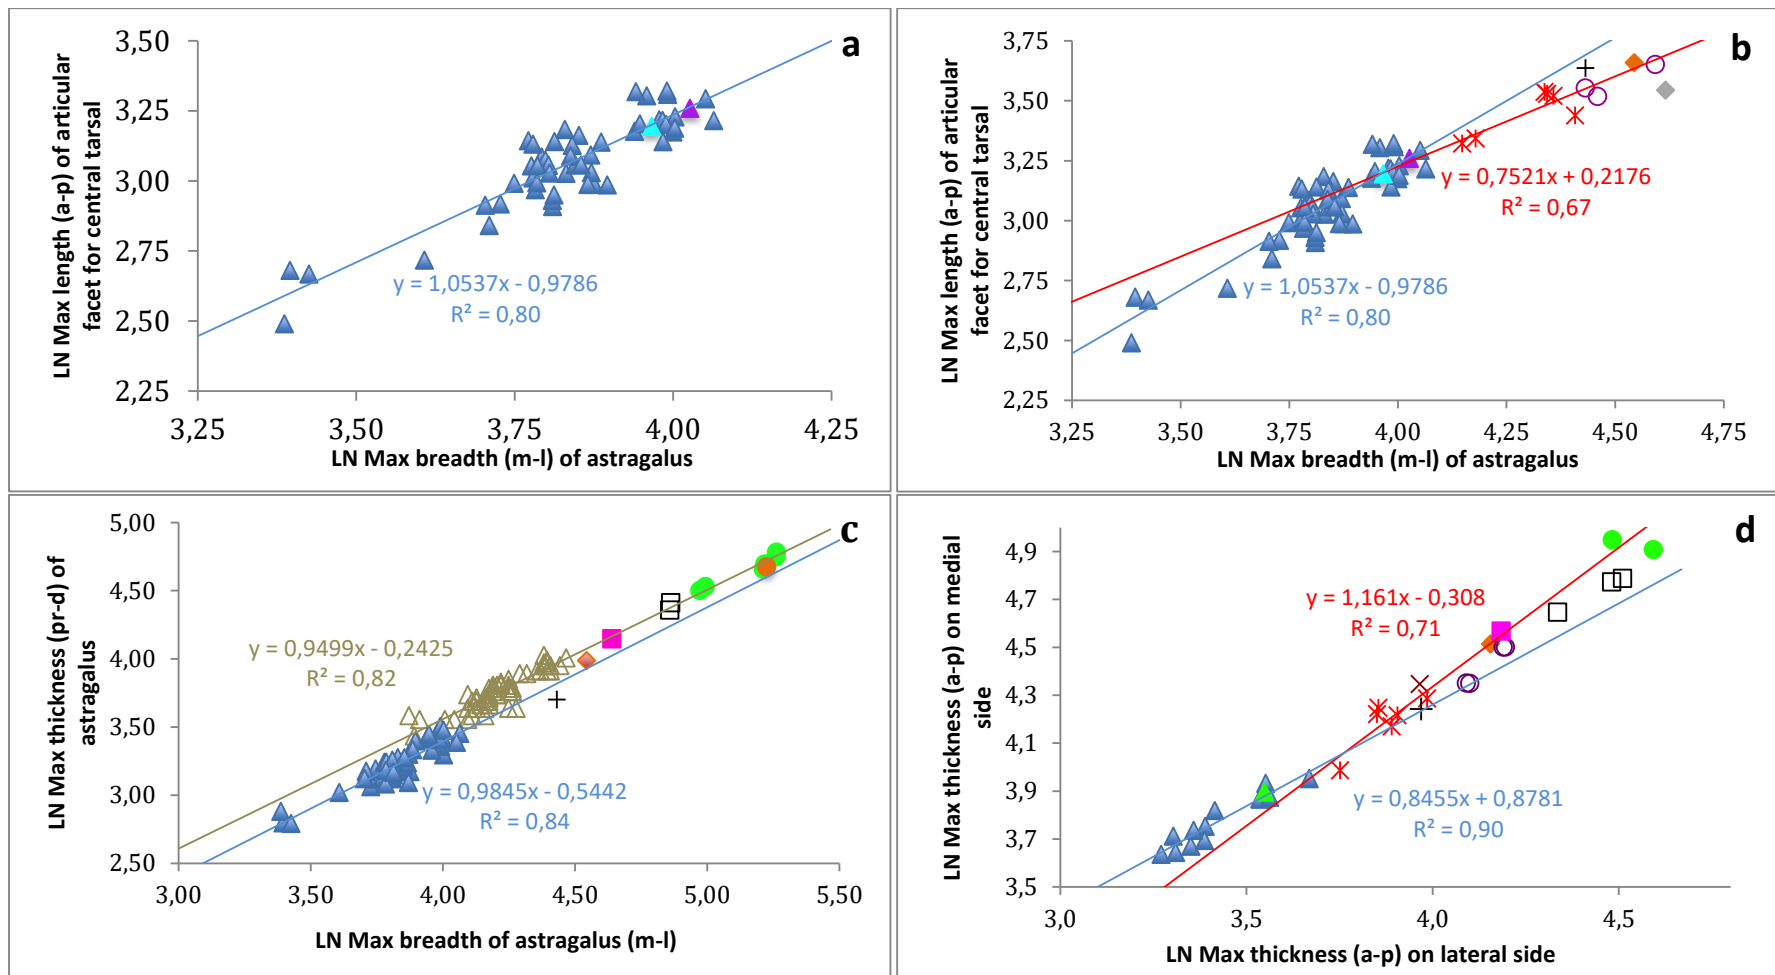 a
LN Max length (a-p) of articular
facet for central tarsal
3,50
3,25
3,00
2,75
2,50
2,25
y = 1,0537x - 0,9786
R² = 0,80
3,25 3,50 3,75 4,00 4,25
LN Max breadth (m-l) of astragalus
b
LN Max length (a-p) of articular
facet for central tarsal
3,75
3,50
3,25
3,00
2,75
2,50
2,25
y = 0,7521x + 0,2176
R² = 0,67
y = 1,0537x - 0,9786
R² = 0,80
3,25 3,50 3,75 4,00 4,25 4,50 4,75
LN Max breadth (m-l) of astragalus
c
LN Max thickness (pr-d) of
astragalus
5,00
4,50
4,00
3,50
3,00
2,50
y = 0,9499x - 0,2425
R² = 0,82
y = 0,9845x - 0,5442
R² = 0,84
3,00 3,50 4,00 4,50 5,00 5,50
LN Max breadth of astragalus (m-l)
d
LN Max thickness (a-p) on medial
side
4,9
4,7
4,5
4,3
4,1
3,9
3,7
3,5
y = 1,161x - 0,308
R² = 0,71
y = 0,8455x + 0,8781
R² = 0,90
3,0 3,5 4,0 4,5
LN Max thickness (a-p) on lateral side